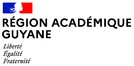 RÉGION ACADÉMIQUE
GUYANE
Liberté
Égalité
Fraternité